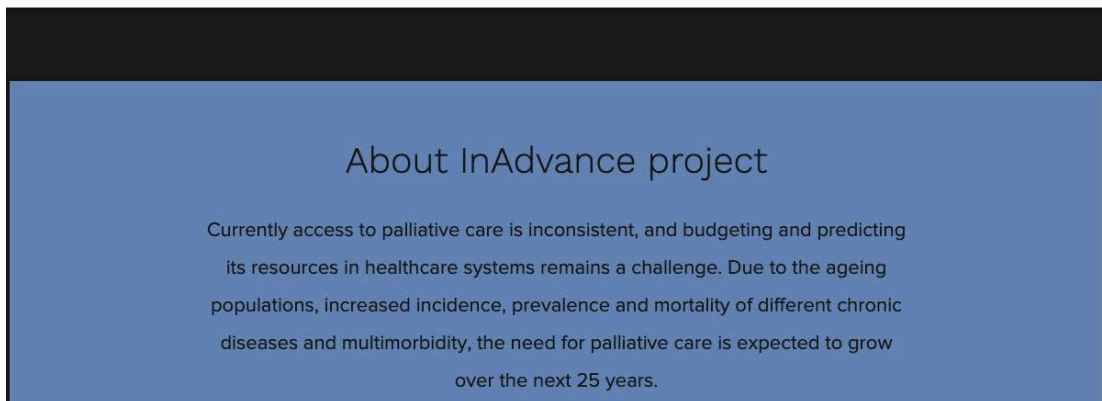 About InAdvance project
Currently access to palliative care is inconsistent, and budgeting and predicting
its resources in healthcare systems remains a challenge. Due to the ageing
populations, increased incidence, prevalence and mortality of different chronic
diseases and multimorbidity, the need for palliative care is expected to grow
over the next 25 years.